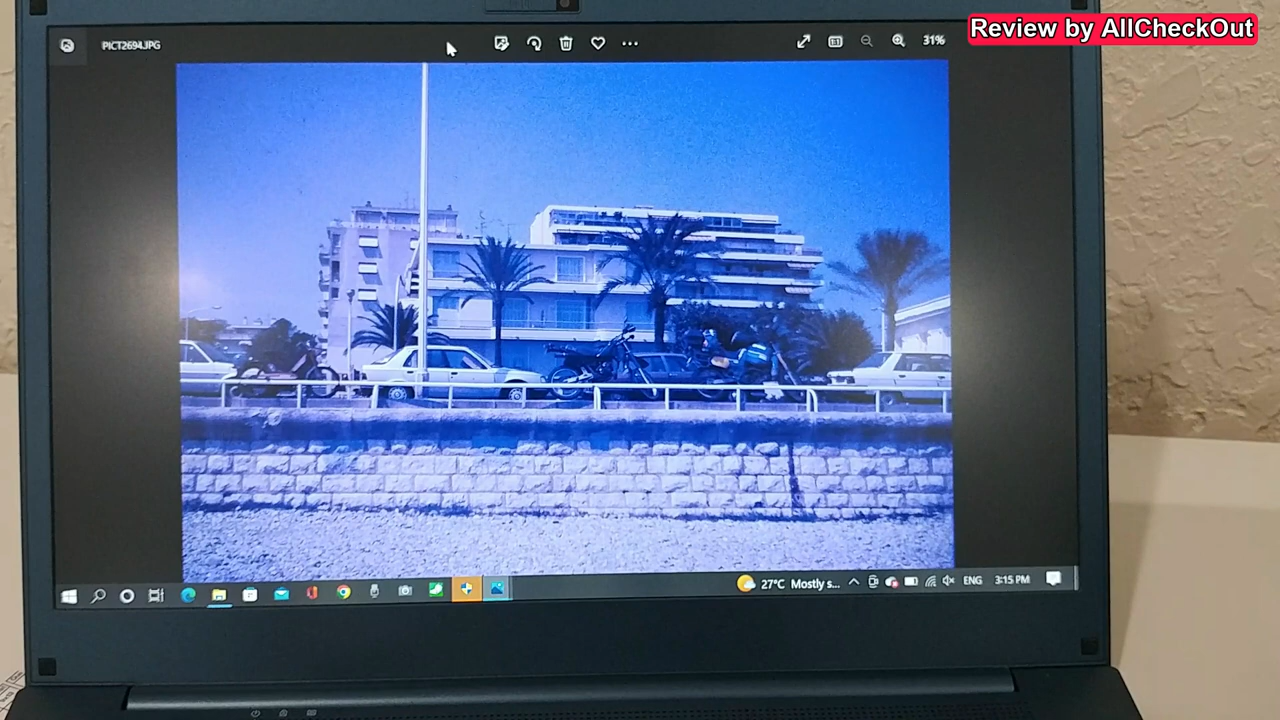 Review by AllCheckOut
PICT2694.JPG
31%
27°C Mostly s...
ENG
3:15 PM